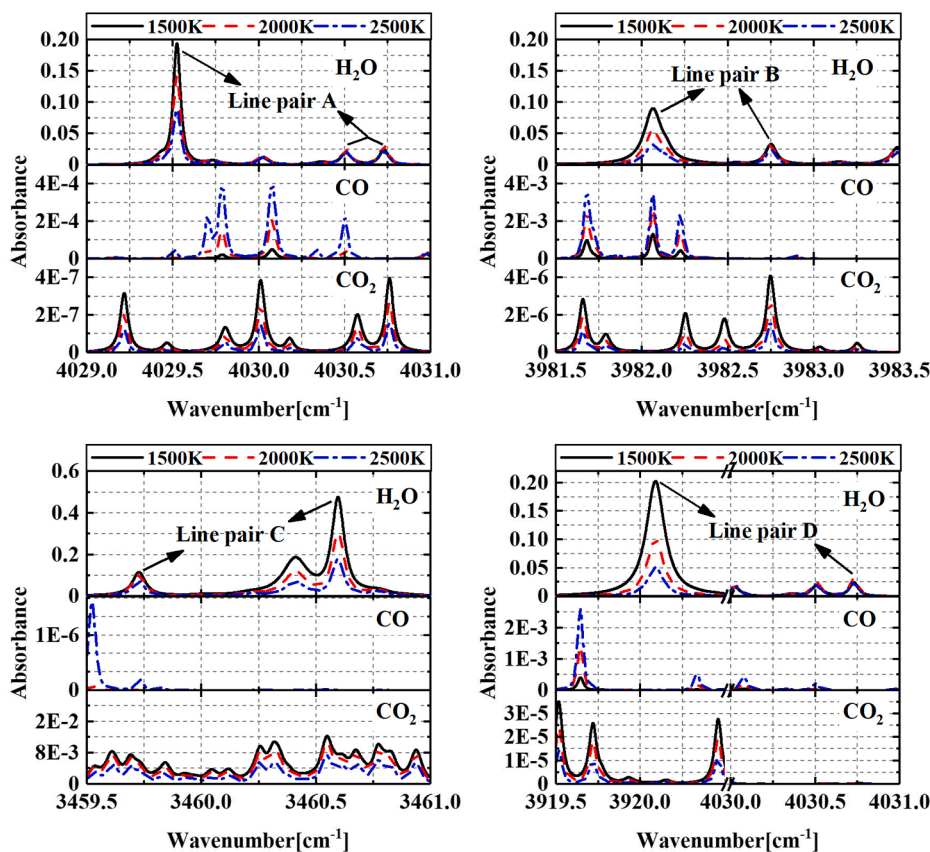 1500K 2000K 2500K
0.20
0.15
0.10
0.05
0
H₂O
Line pair A
4E-4
2E-4
0
CO
4E-7
2E-7
0
CO₂
Absorbance
4029.0 4029.5 4030.0 4030.5 4031.0
Wavenumber[cm⁻¹]
1500K 2000K 2500K
0.20
0.15
0.10
0.05
0
H₂O
Line pair B
4E-3
2E-3
0
CO
4E-6
2E-6
0
CO₂
Absorbance
3981.5 3982.0 3982.5 3983.0 3983.5
Wavenumber[cm⁻¹]
1500K 2000K 2500K
0.6
0.4
0.2
0
H₂O
Line pair C
1E-6
0
CO
2E-2
8E-3
0
CO₂
Absorbance
3459.5 3460.0 3460.5 3461.0
Wavenumber[cm⁻¹]
1500K 2000K 2500K
0.20
0.15
0.10
0.05
0
H₂O
Line pair D
2E-3
1E-3
0
CO
3E-5
2E-5
1E-5
0
CO₂
Absorbance
3919.5 3920.0 4030.0 4030.5 4031.0
Wavenumber[cm⁻¹]